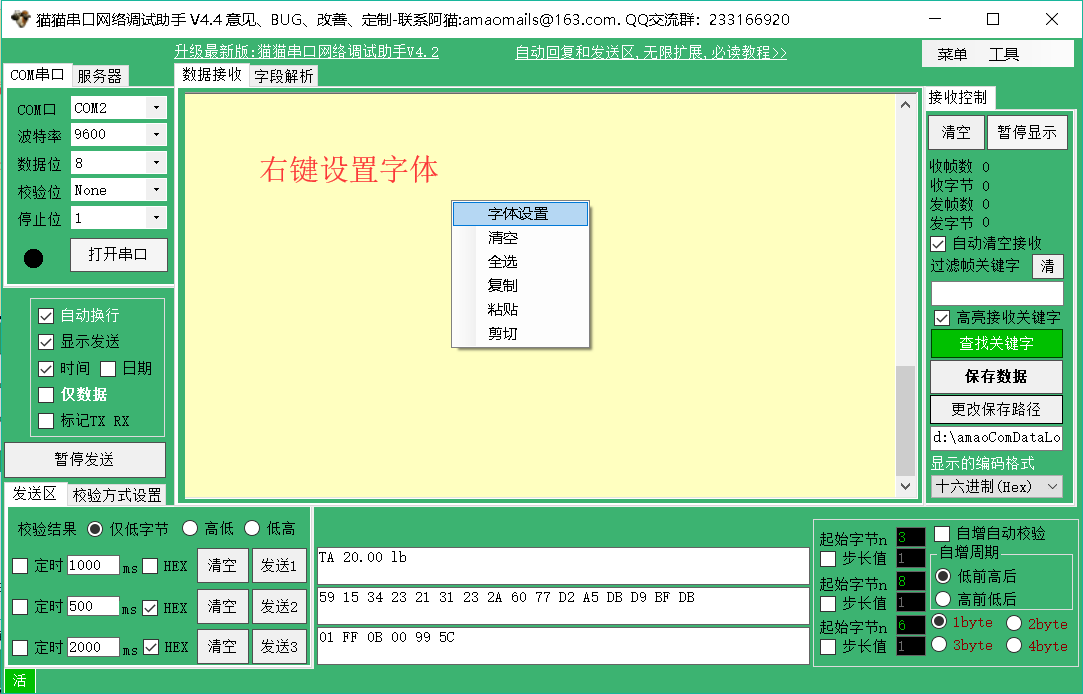 猫猫串口网络调试助手 V4.4 意见、BUG、改善、定制-联系阿猫:amaomails@163.com. QQ交流群：233166920
升级最新版:猫猫串口网络调试助手V4.2
自动回复和发送区,无限扩展,必读教程>>
菜单 工具
COM串口 服务器
COM口 COM2
波特率 9600
数据位 8
校验位 None
停止位 1
打开串口
自动换行
显示发送
时间 日期
仅数据
标记TX RX
暂停发送
数据接收 字段解析
右键设置字体
字体设置
清空
全选
复制
粘贴
剪切
接收控制
清空 暂停显示
收帧数 0
收字节 0
发帧数 0
发字节 0
自动清空接收
过滤帧关键字 清
高亮接收关键字
查找关键字
保存数据
更改保存路径
d:\amaoComDataLo
显示的编码格式
十六进制(Hex)
发送区 校验方式设置
校验结果 仅低字节 高低 低高
定时 1000 ms HEX 清空 发送1
TA 20.00 lb
定时 500 ms HEX 清空 发送2
59 15 34 23 21 31 23 2A 60 77 D2 A5 DB D9 BF DB
定时 2000 ms HEX 清空 发送3
01 FF 0B 00 99 5C
起始字节n 3
步长值 1
起始字节n 8
步长值 1
起始字节n 6
步长值 1
自增自动校验
自增周期
低前高后
高前低后
1byte 2byte
3byte 4byte
活